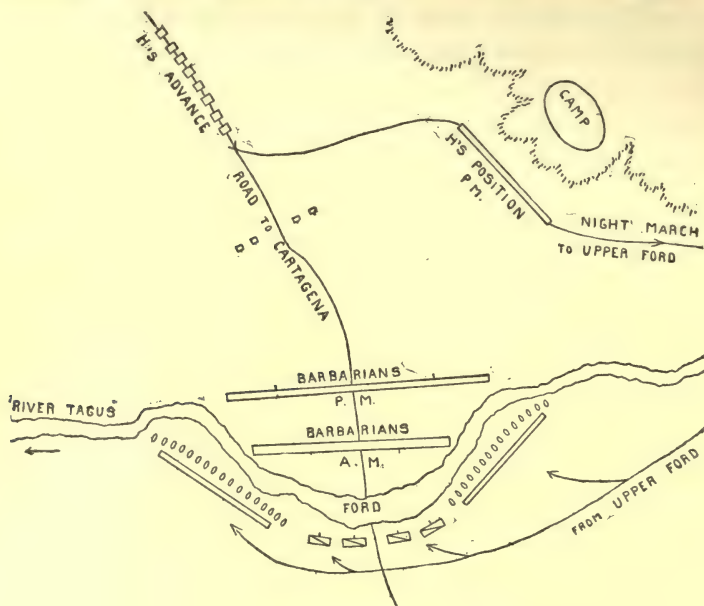 H'S ADVANCE
CAMP
H'S POSITION
P.M.
ROAD TO CARTAGENA
NIGHT MARCH
TO UPPER FORD
BARBARIANS
P. M.
RIVER TAGUS
BARBARIANS
A. M.
FORD
FROM UPPER FORD